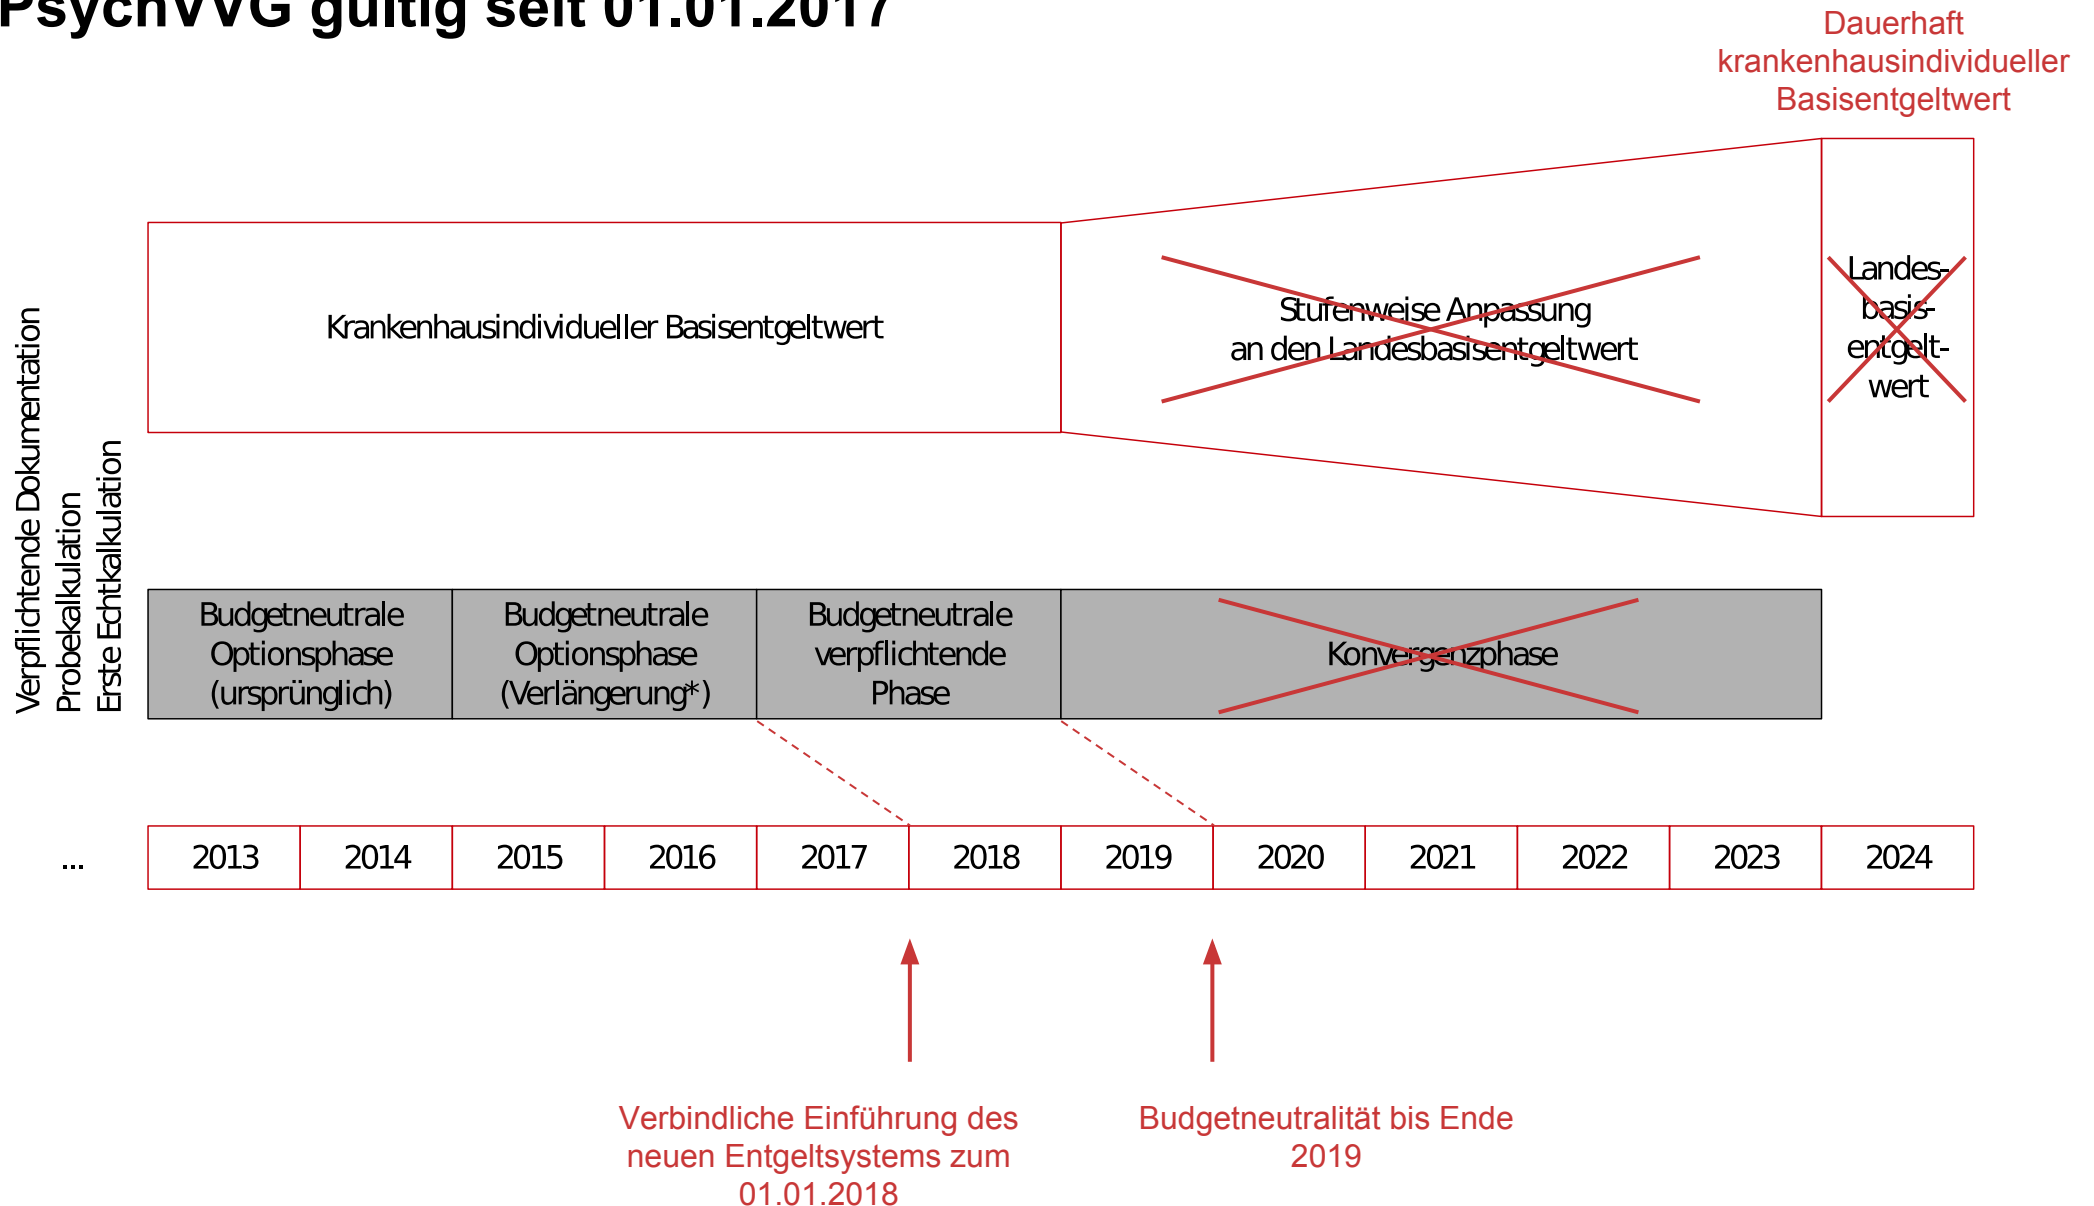 PsychVVG gültig seit 01.01.2017
Dauerhaft
krankenhausindividueller
Basisentgeltwert
Krankenhausindividueller Basisentgeltwert
Stufenweise Anpassung
an den Landesbasisentgeltwert
Landes-
basis-
entgelt-
wert
Verpflichtende Dokumentation
Probekalkulation
Erste Echtkalkulation
Budgetneutrale
Optionsphase
(ursprünglich)
Budgetneutrale
Optionsphase
(Verlängerung*)
Budgetneutrale
verpflichtende
Phase
Konvergenzphase
... 2013 2014 2015 2016 2017 2018 2019 2020 2021 2022 2023 2024
Verbindliche Einführung des
neuen Entgeltsystems zum
01.01.2018
Budgetneutralität bis Ende
2019